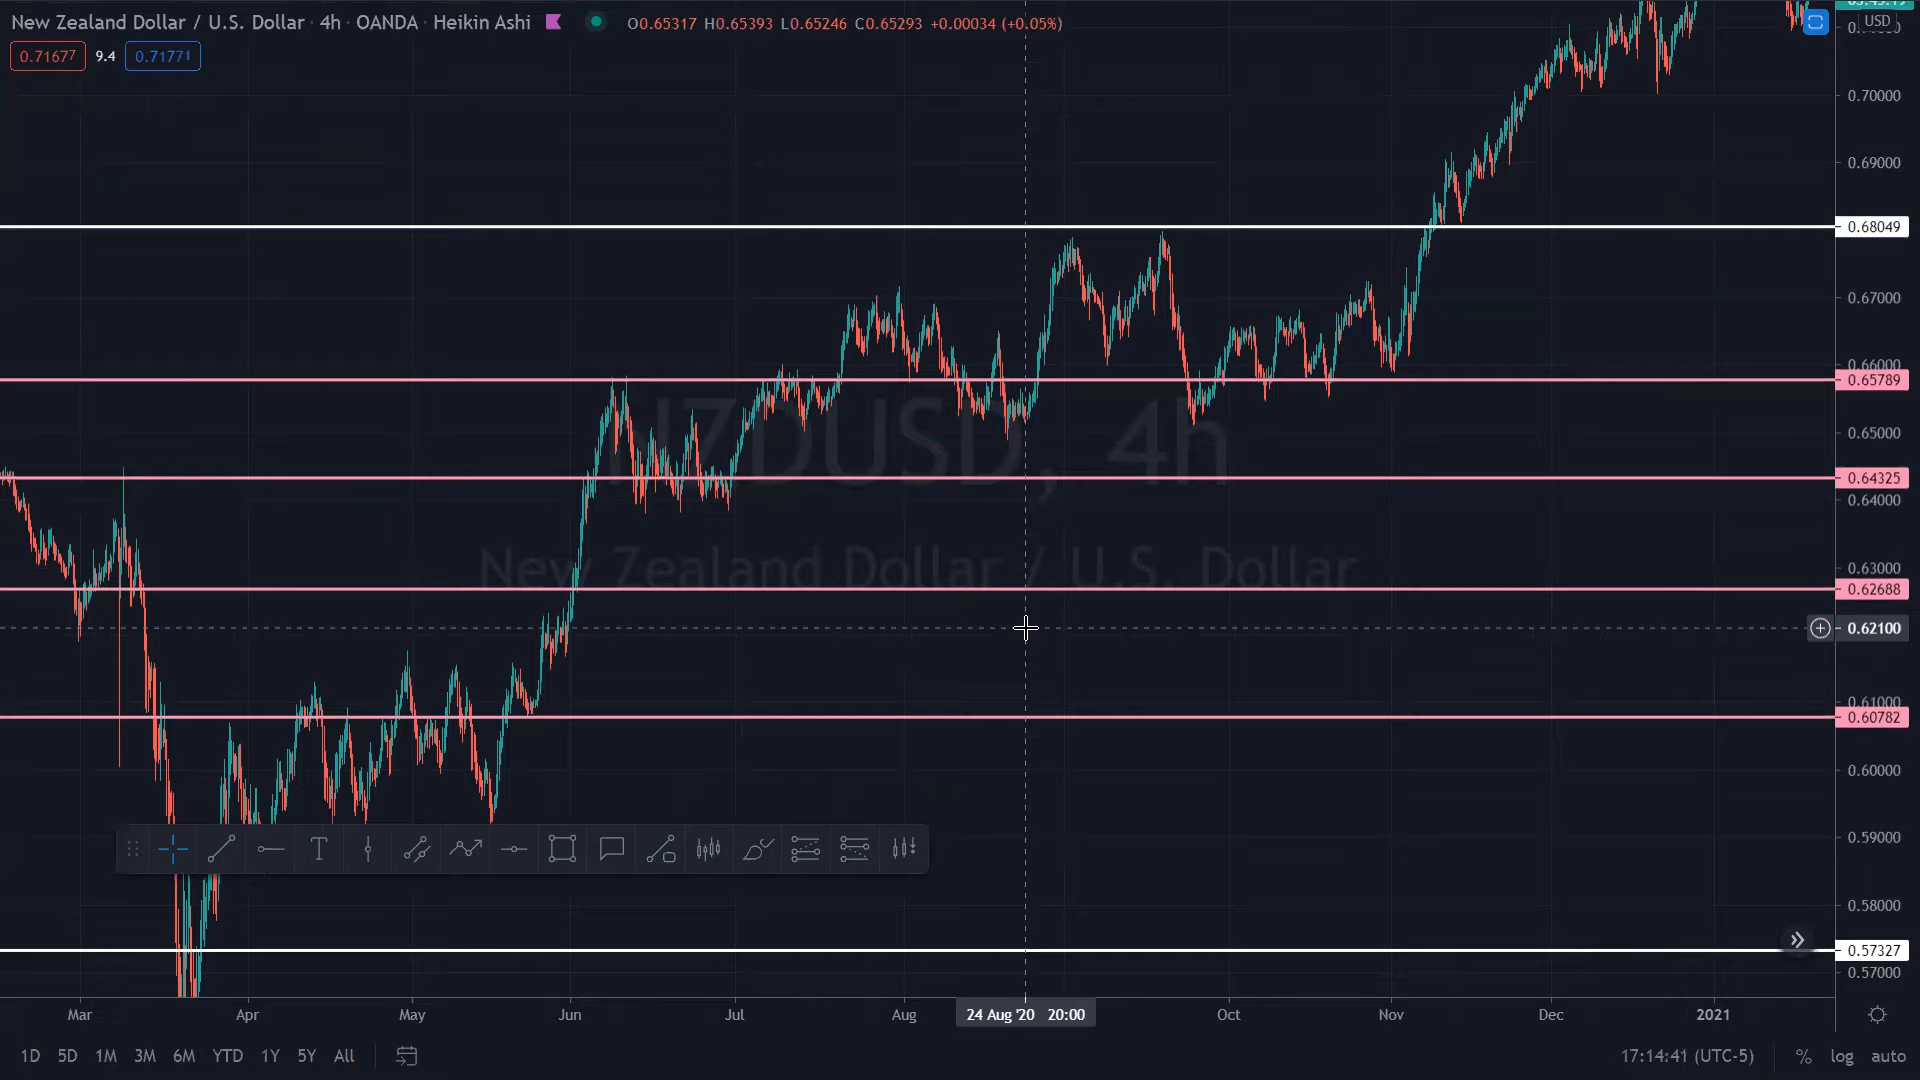 New Zealand Dollar / U.S. Dollar · 4h · OANDA · Heikin Ashi O0.65317 H0.65393 L0.65246 C0.65293 +0.00034 (+0.05%)
USD
0.71677 9.4 0.71771
0.70000
0.69000
0.68049
0.67000
0.66000
0.65789
NZDUSD, 4h
0.65000
0.64325
0.64000
New Zealand Dollar / U.S. Dollar
0.63000
0.62688
0.62100
0.61000
0.60782
0.60000
0.59000
0.58000
0.57327
0.57000
Mar Apr May Jun Jul Aug 24 Aug '20 20:00 Oct Nov Dec 2021
1D 5D 1M 3M 6M YTD 1Y 5Y All 17:14:41 (UTC-5) % log auto